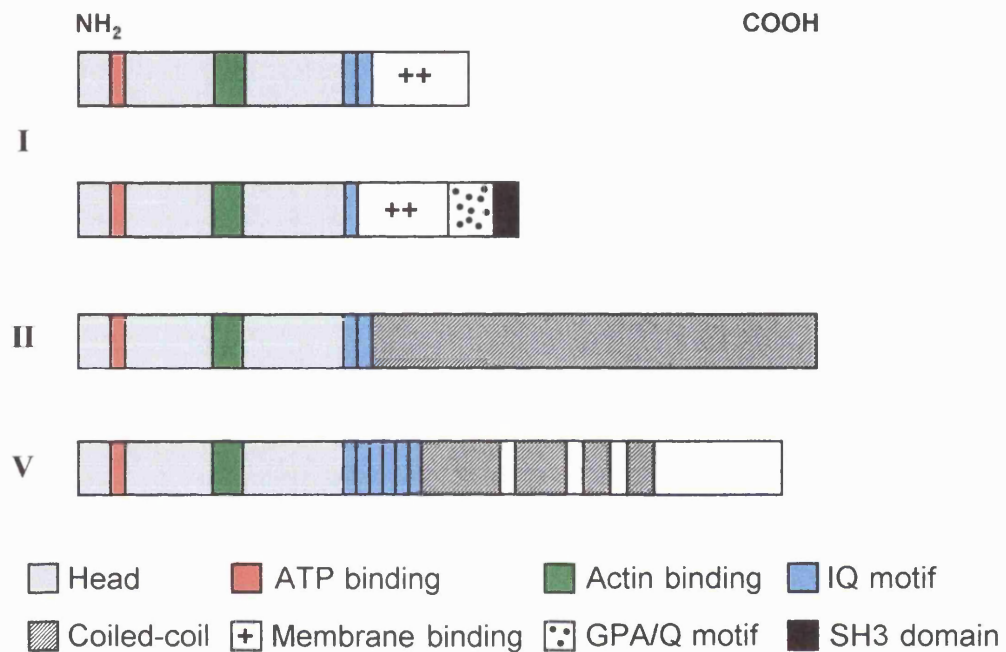 NH₂ COOH
I
II
V
Head ATP binding Actin binding IQ motif
Coiled-coil Membrane binding GPA/Q motif SH3 domain